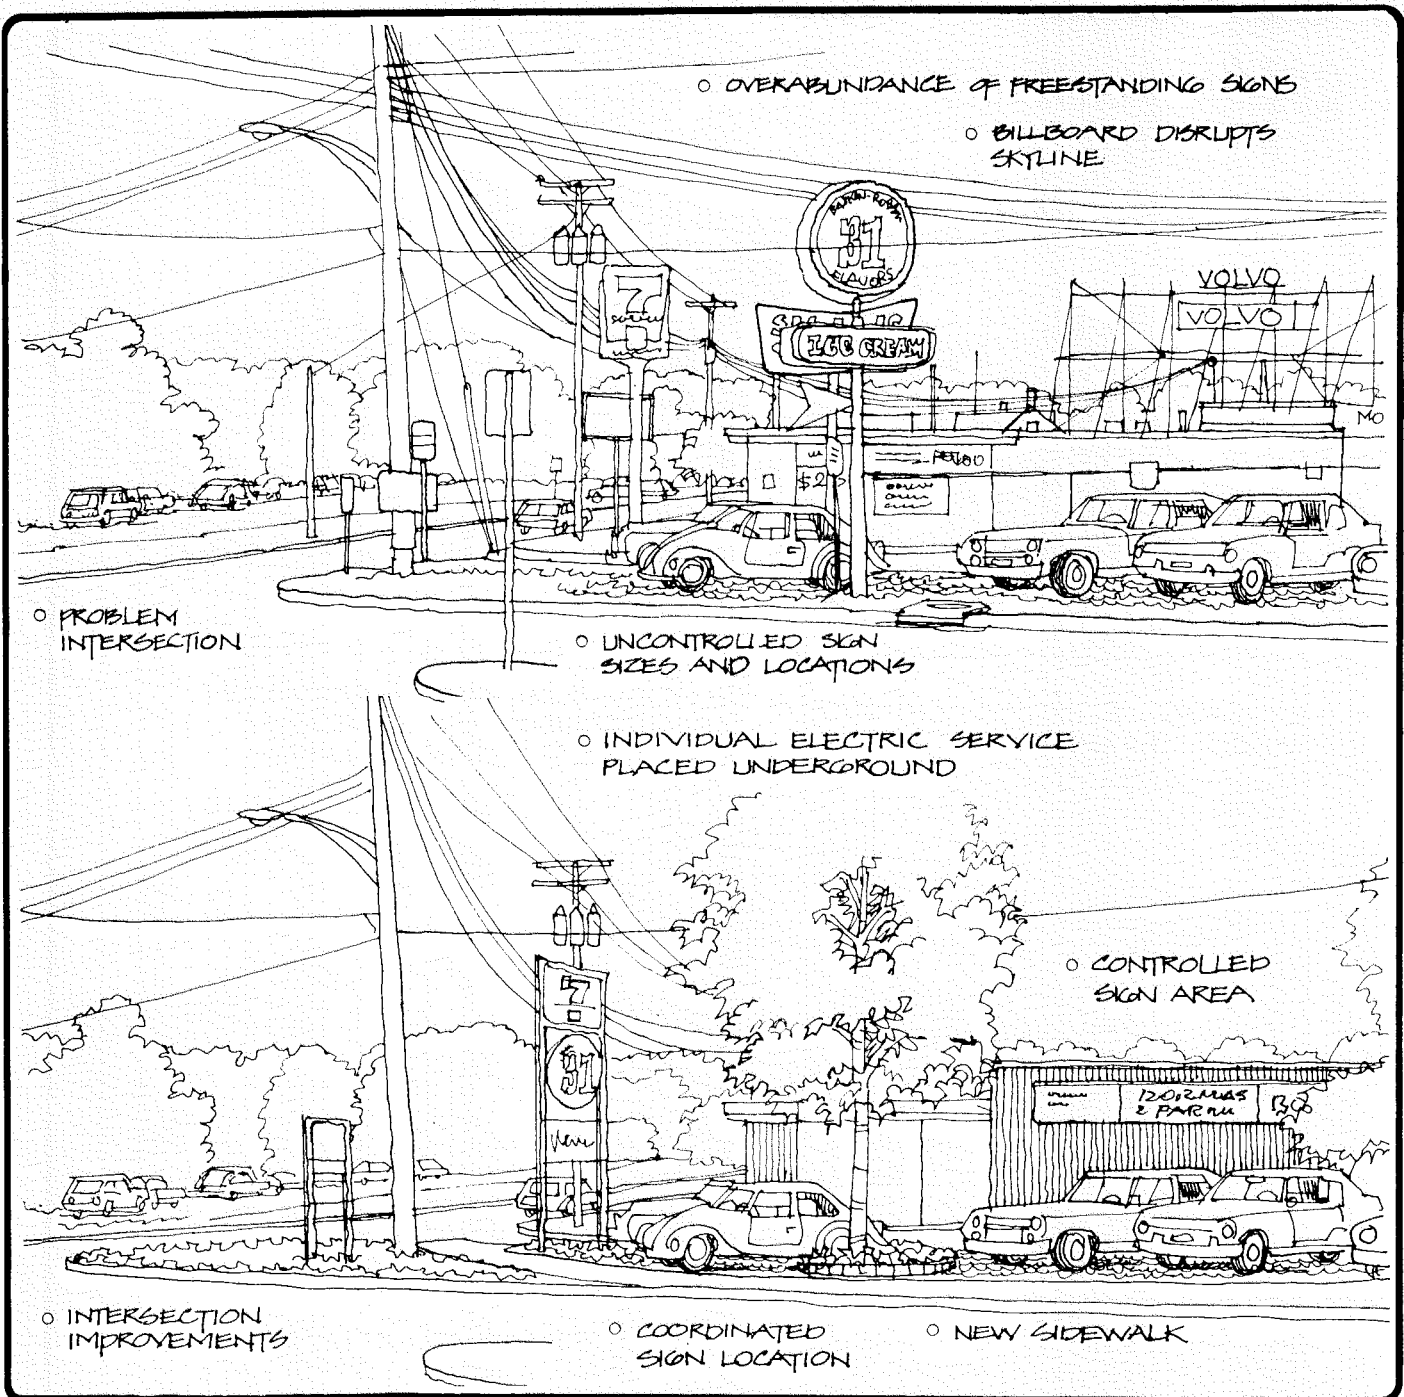 ○ OVERABUNDANCE OF FREESTANDING SIGNS
○ BILLBOARD DISRUPTS
SKYLINE
31
FLAVORS
VOLVO
VOLVO
7
ICE CREAM
MO
$2
○ PROBLEM
INTERSECTION
○ UNCONTROLLED SIGN
SIZES AND LOCATIONS
○ INDIVIDUAL ELECTRIC SERVICE
PLACED UNDERGROUND
○ CONTROLLED
SIGN AREA
7
31
○ INTERSECTION
IMPROVEMENTS
○ COORDINATED
SIGN LOCATION
○ NEW SIDEWALK